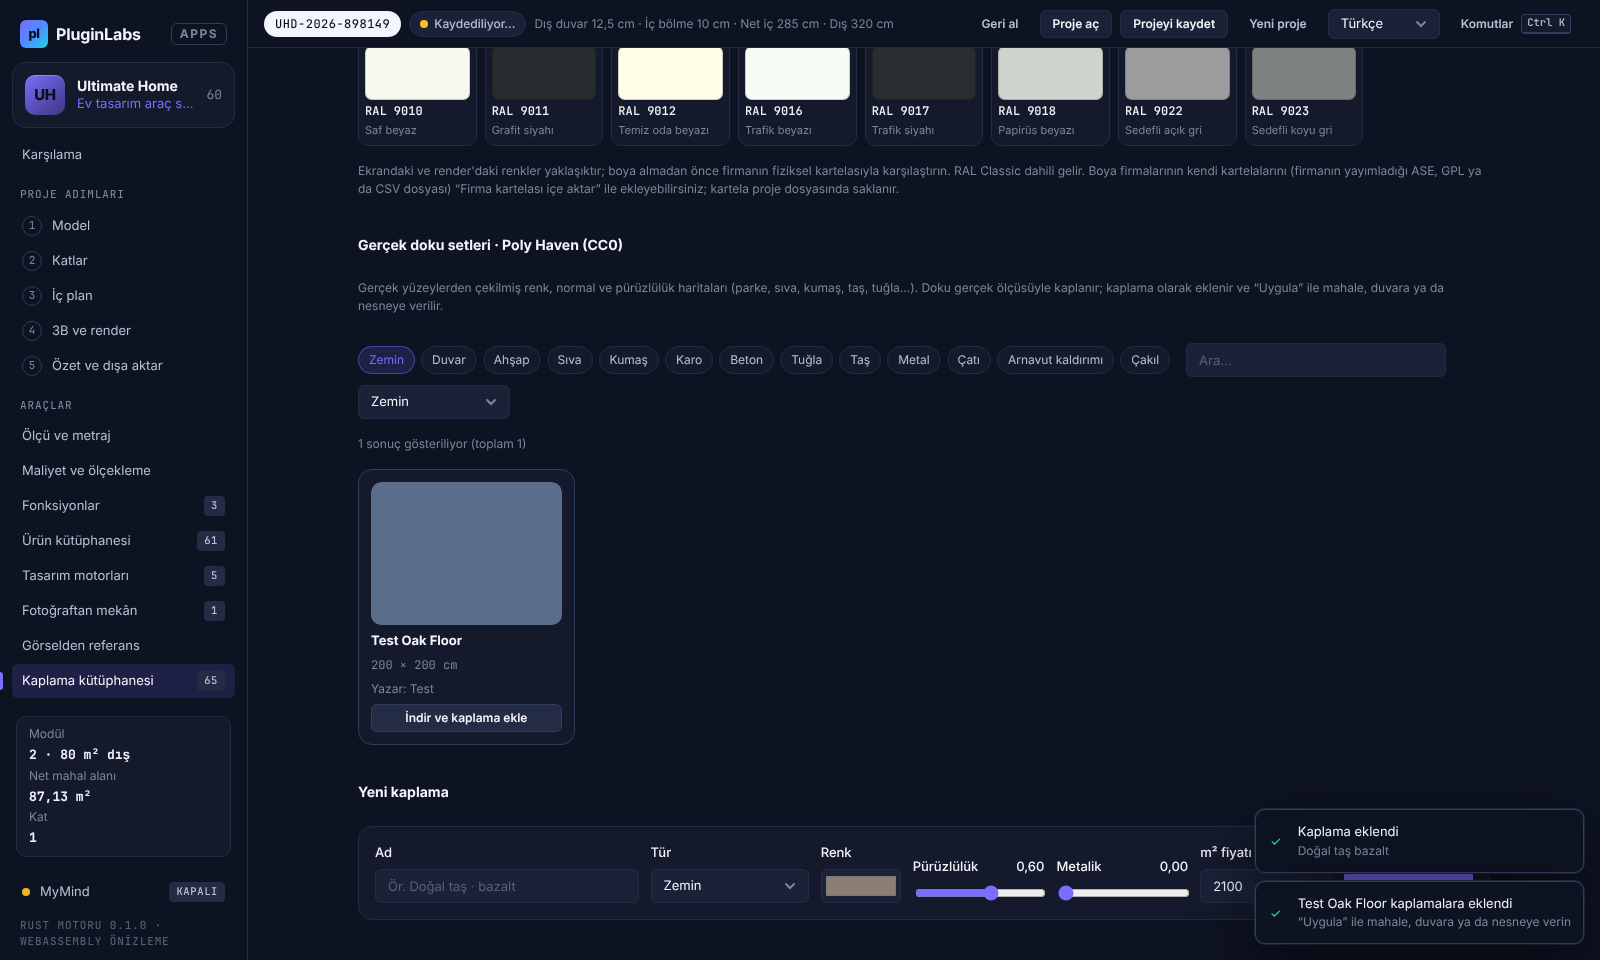 pl PluginLabs APPS
UH Ultimate Home 60
Ev tasarım araç s...
Karşılama
PROJE ADIMLARI
1 Model
2 Katlar
3 İç plan
4 3B ve render
5 Özet ve dışa aktar
ARAÇLAR
Ölçü ve metraj
Maliyet ve ölçekleme
Fonksiyonlar 3
Ürün kütüphanesi 61
Tasarım motorları 5
Fotoğraftan mekân 1
Görselden referans
Kaplama kütüphanesi 65
Modül
2 · 80 m² dış
Net mahal alanı
87,13 m²
Kat
1
MyMind KAPALI
RUST MOTORU 0.1.0 ·
WEBASSEMBLY ÖNİZLEME
UHD-2026-898149 Kaydediliyor... Dış duvar 12,5 cm · İç bölme 10 cm · Net iç 285 cm · Dış 320 cm Geri al Proje aç Projeyi kaydet Yeni proje Türkçe Komutlar Ctrl K
RAL 9010 RAL 9011 RAL 9012 RAL 9016 RAL 9017 RAL 9018 RAL 9022 RAL 9023
Saf beyaz Grafit siyahı Temiz oda beyazı Trafik beyazı Trafik siyahı Papirüs beyazı Sedefli açık gri Sedefli koyu gri
Ekrandaki ve render'daki renkler yaklaşıktır; boya almadan önce firmanın fiziksel kartelasıyla karşılaştırın. RAL Classic dahili gelir. Boya firmalarının kendi kartelalarını (firmanın yayımladığı ASE, GPL ya
da CSV dosyası) “Firma kartelası içe aktar” ile ekleyebilirsiniz; kartela proje dosyasında saklanır.
Gerçek doku setleri · Poly Haven (CC0)
Gerçek yüzeylerden çekilmiş renk, normal ve pürüzlülük haritaları (parke, sıva, kumaş, taş, tuğla...). Doku gerçek ölçüsüyle kaplanır; kaplama olarak eklenir ve “Uygula” ile mahale, duvara ya da
nesneye verilir.
Zemin Duvar Ahşap Sıva Kumaş Karo Beton Tuğla Taş Metal Çatı Arnavut kaldırımı Çakıl Ara...
Zemin
1 sonuç gösteriliyor (toplam 1)
Test Oak Floor
200 × 200 cm
Yazar: Test
İndir ve kaplama ekle
Yeni kaplama
Ad Tür Renk Pürüzlülük 0,60 Metalik 0,00 m² fiyatı
Ör. Doğal taş · bazalt Zemin 2100
Kaplama eklendi
Doğal taş bazalt
Test Oak Floor kaplamalara eklendi
“Uygula” ile mahale, duvara ya da nesneye verin